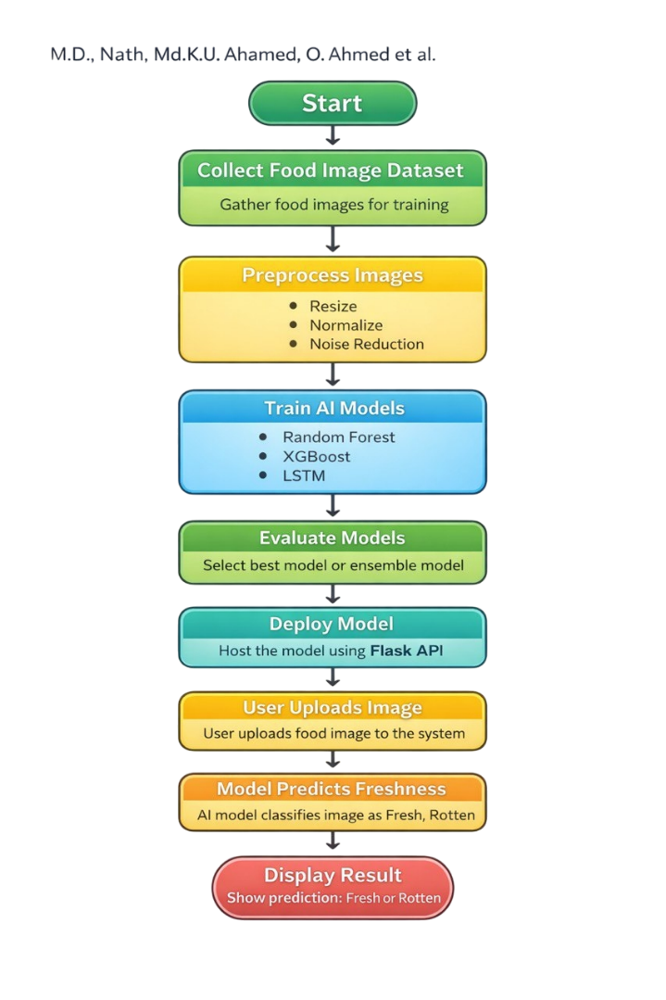 M.D., Nath, Md.K.U. Ahamed, O. Ahmed et al.
Start
Collect Food Image Dataset
Gather food images for training
Preprocess Images
• Resize
• Normalize
• Noise Reduction
Train AI Models
• Random Forest
• XGBoost
• LSTM
Evaluate Models
Select best model or ensemble model
Deploy Model
Host the model using Flask API
User Uploads Image
User uploads food image to the system
Model Predicts Freshness
AI model classifies image as Fresh, Rotten
Display Result
Show prediction: Fresh or Rotten